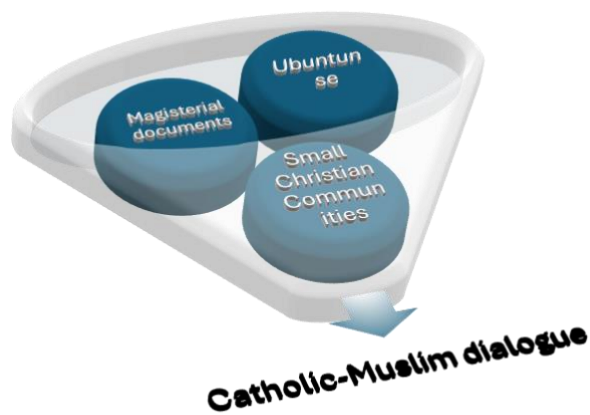 Ubuntun
se
Magisterial
documents
Small
Christian
Commun
ities
Catholic-Muslim dialogue